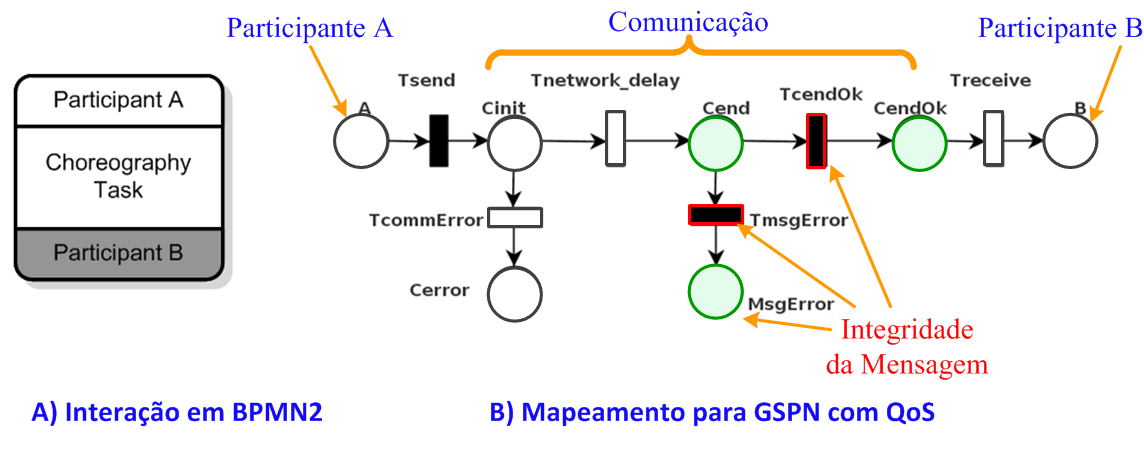 Participante A
Comunicação
Participante B
Tsend
Tnetwork_delay
TcendOk
Treceive
A
Cinit
Cend
CendOk
B
Participant A
Choreography
Task
Participant B
TcommError
TmsgError
Cerror
MsgError
Integridade
da Mensagem
A) Interação em BPMN2
B) Mapeamento para GSPN com QoS